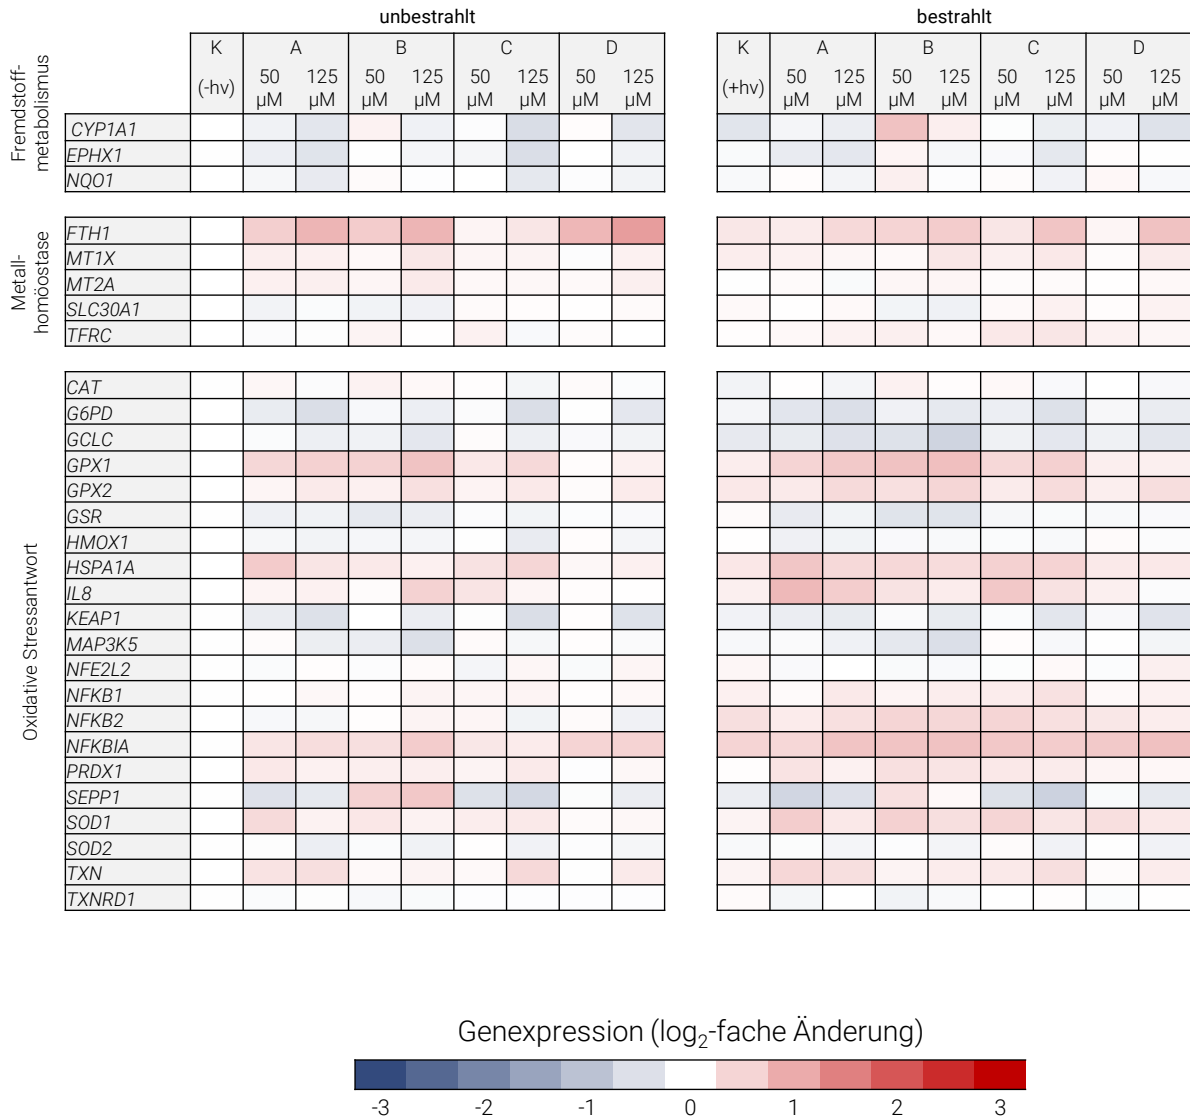 unbestrahlt bestrahlt
K A B C D K A B C D
(-hv) 50 125 50 125 50 125 50 125 (+hv) 50 125 50 125 50 125 50 125
µM µM µM µM µM µM µM µM µM µM µM µM µM µM µM µM
Fremdstoff-
metabolismus
CYP1A1
EPHX1
NQO1
Metall-
homöostase
FTH1
MT1X
MT2A
SLC30A1
TFRC
Oxidative Stressantwort
CAT
G6PD
GCLC
GPX1
GPX2
GSR
HMOX1
HSPA1A
IL8
KEAP1
MAP3K5
NFE2L2
NFKB1
NFKB2
NFKBIA
PRDX1
SEPP1
SOD1
SOD2
TXN
TXNRD1
Genexpression (log2-fache Änderung)
-3 -2 -1 0 1 2 3